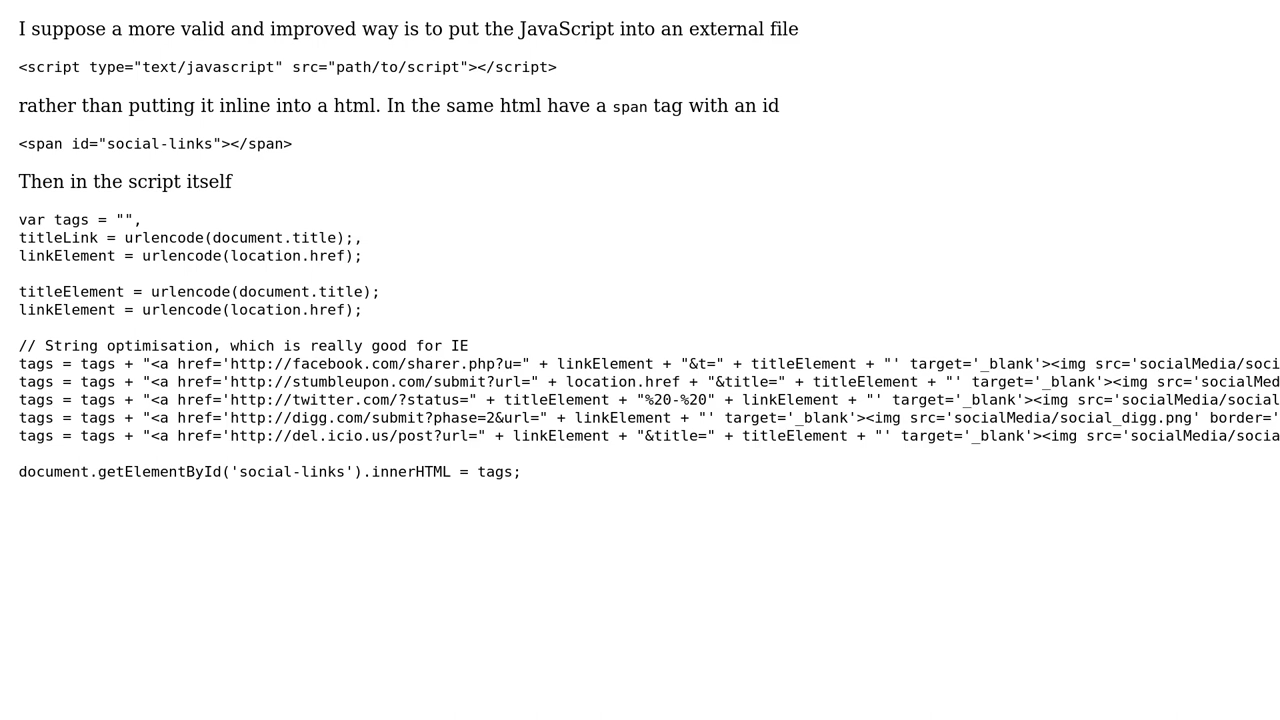 I suppose a more valid and improved way is to put the JavaScript into an external file
<script type="text/javascript" src="path/to/script"></script>
rather than putting it inline into a html. In the same html have a span tag with an id
<span id="social-links"></span>
Then in the script itself
var tags = "",
titleLink = urlencode(document.title);,
linkElement = urlencode(location.href);
titleElement = urlencode(document.title);
linkElement = urlencode(location.href);
// String optimisation, which is really good for IE
tags = tags + "<a href='http://facebook.com/sharer.php?u=" + linkElement + "&t=" + titleElement + "' target='_blank'><img src='socialMedia/soci
tags = tags + "<a href='http://stumbleupon.com/submit?url=" + location.href + "&title=" + titleElement + "' target='_blank'><img src='socialMed
tags = tags + "<a href='http://twitter.com/?status=" + titleElement + "%20-%20" + linkElement + "' target='_blank'><img src='socialMedia/social
tags = tags + "<a href='http://digg.com/submit?phase=2&url=" + linkElement + "' target='_blank'><img src='socialMedia/social_digg.png' border='
tags = tags + "<a href='http://del.icio.us/post?url=" + linkElement + "&title=" + titleElement + "' target='_blank'><img src='socialMedia/socia
document.getElementById('social-links').innerHTML = tags;